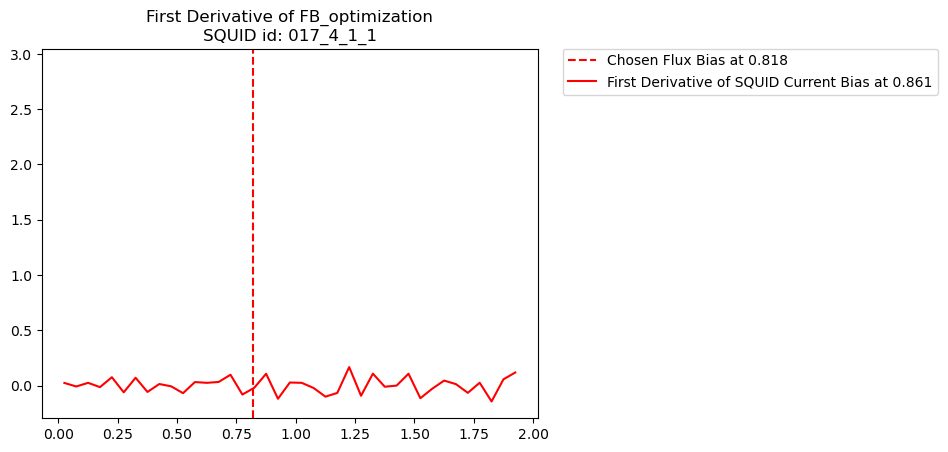 First Derivative of FB_optimization
SQUID id: 017_4_1_1
Chosen Flux Bias at 0.818
First Derivative of SQUID Current Bias at 0.861
3.0
2.5
2.0
1.5
1.0
0.5
0.0
0.00 0.25 0.50 0.75 1.00 1.25 1.50 1.75 2.00